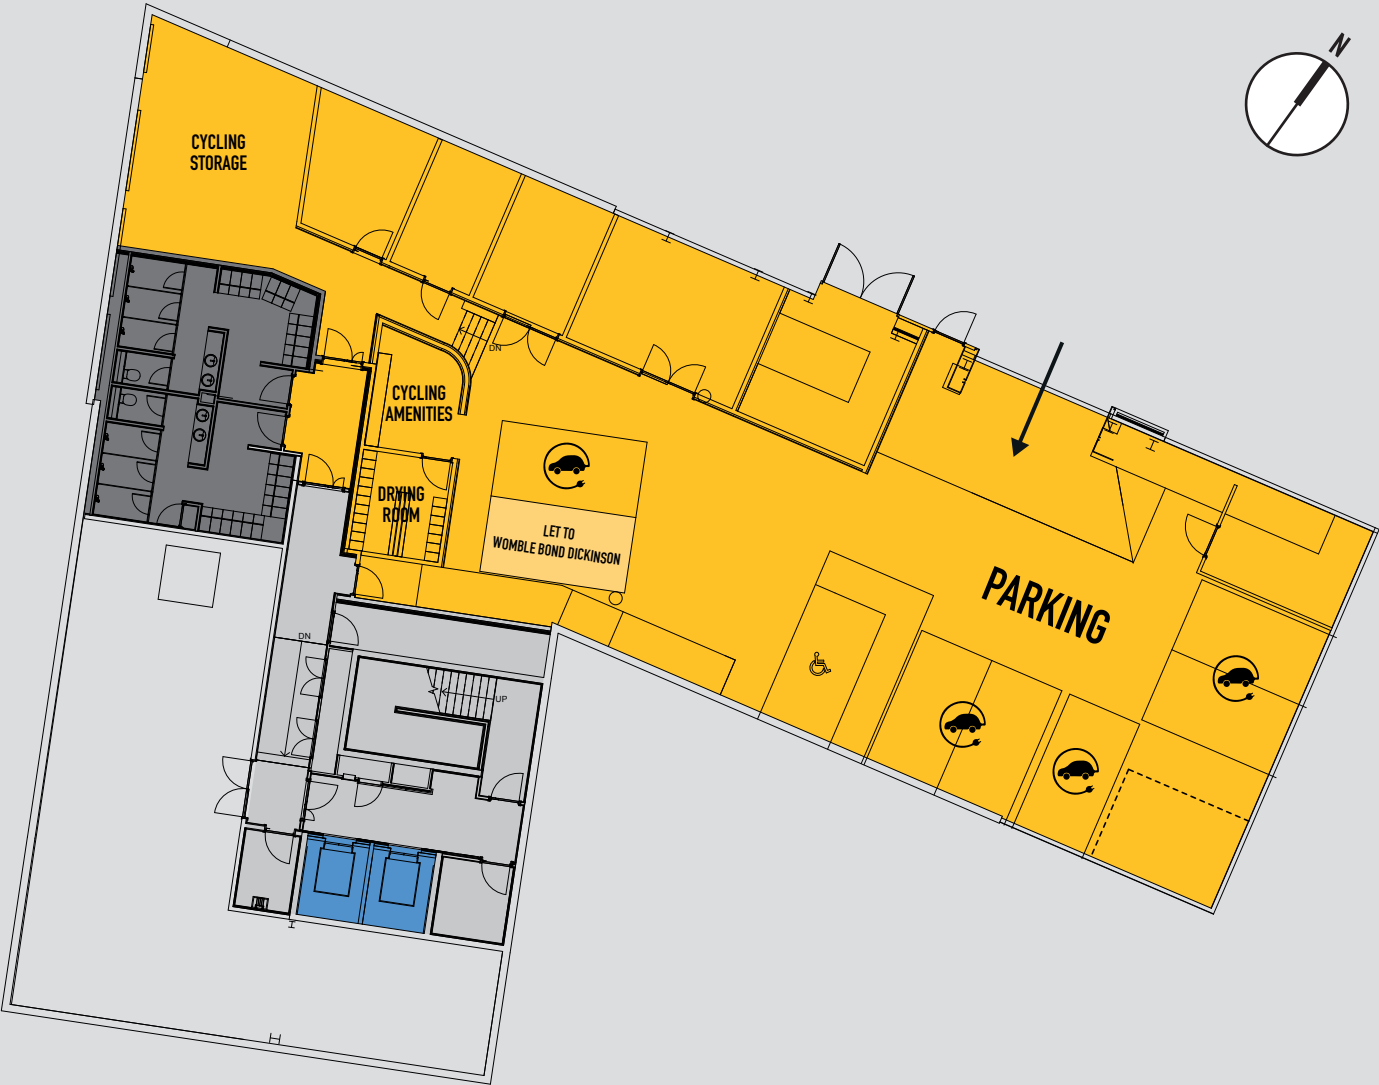 N
CYCLING
STORAGE
DN
CYCLING
AMENITIES
DRYING
ROOM
LET TO
WOMBLE BOND DICKINSON
PARKING
DN
UP